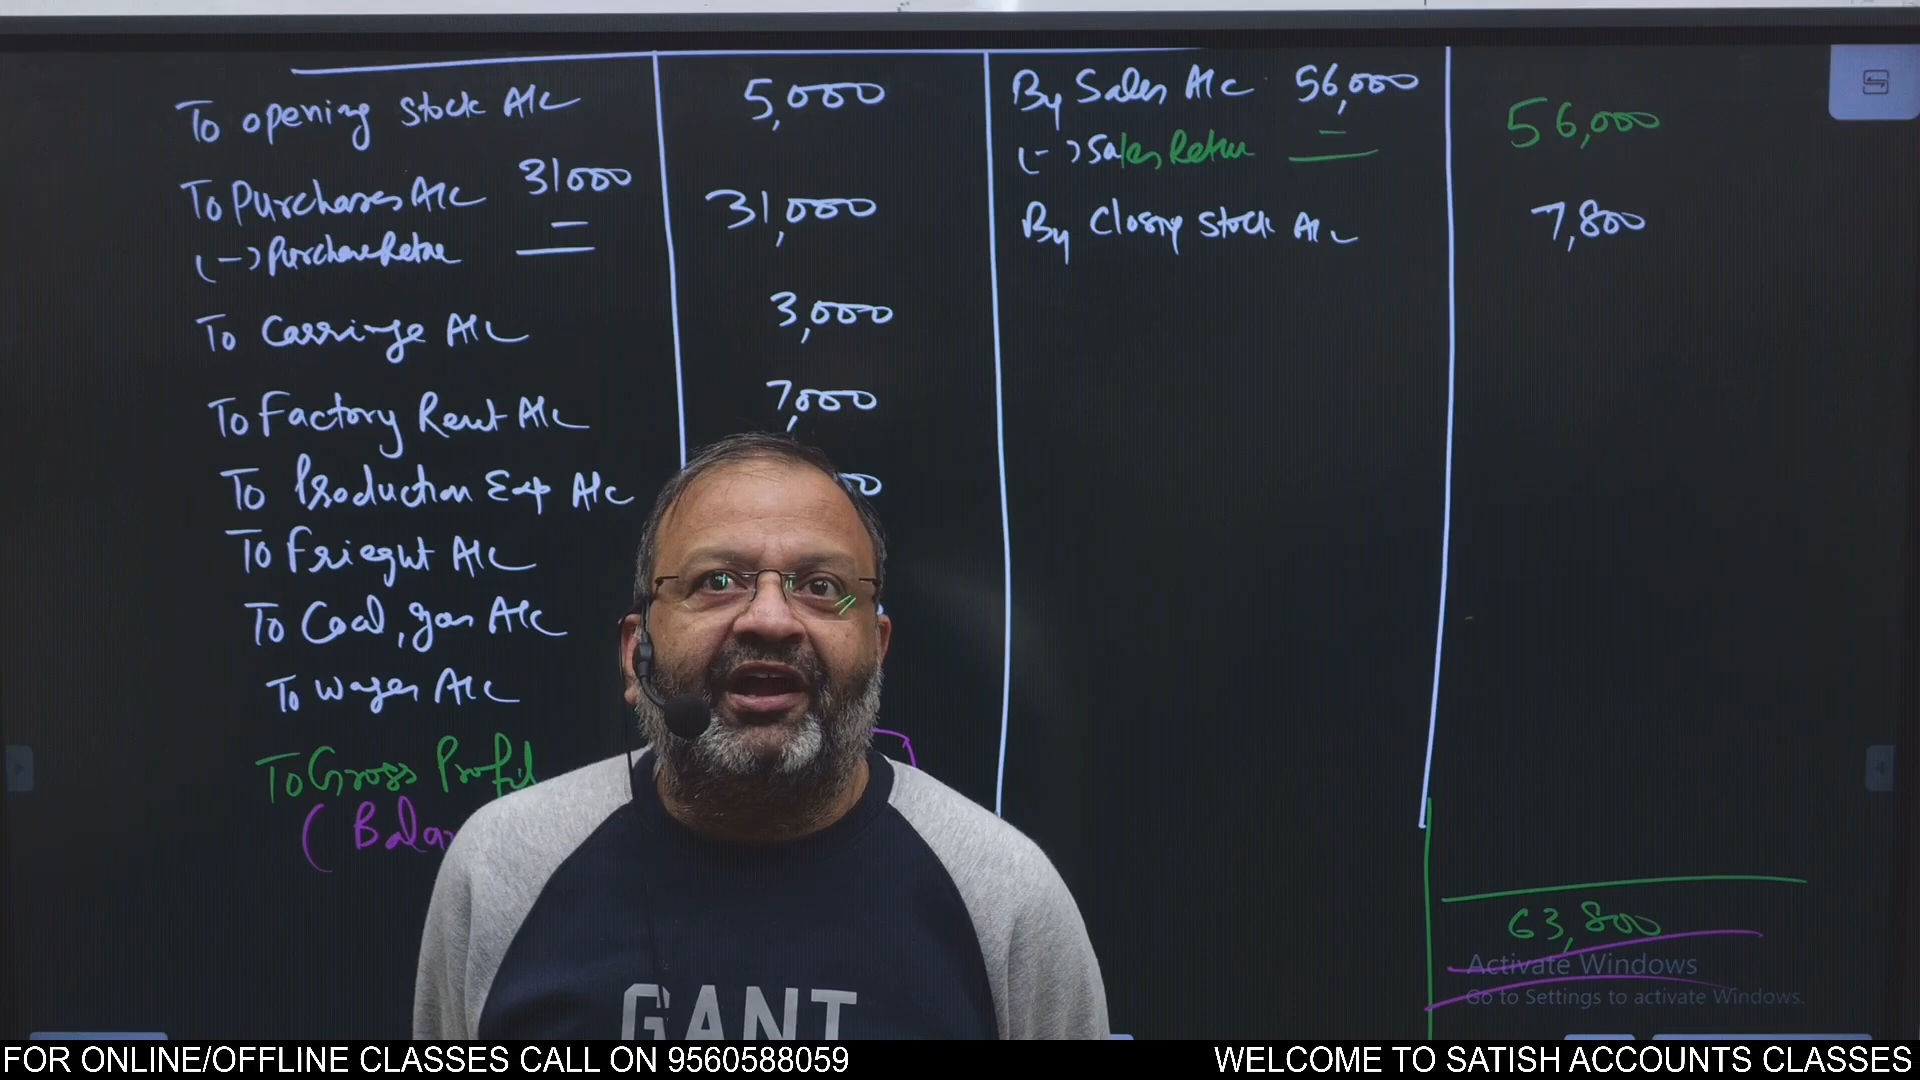 To opening Stock A/c 5,000 By Sales A/c 56,000 56,000
(-) Sales Return -
To Purchases A/c 31000 31,000 By Closing Stock A/c 7,800
(-) Purchase Return -
To Carriage A/c 3,000
To Factory Rent A/c 7,000
To Production Exp A/c
To Frieght A/c
To Coal, gas A/c
To Wages A/c
To Gross Profit
(Bala
63,800
Activate Windows
Go to Settings to activate Windows.
GANT
FOR ONLINE/OFFLINE CLASSES CALL ON 9560588059 WELCOME TO SATISH ACCOUNTS CLASSES